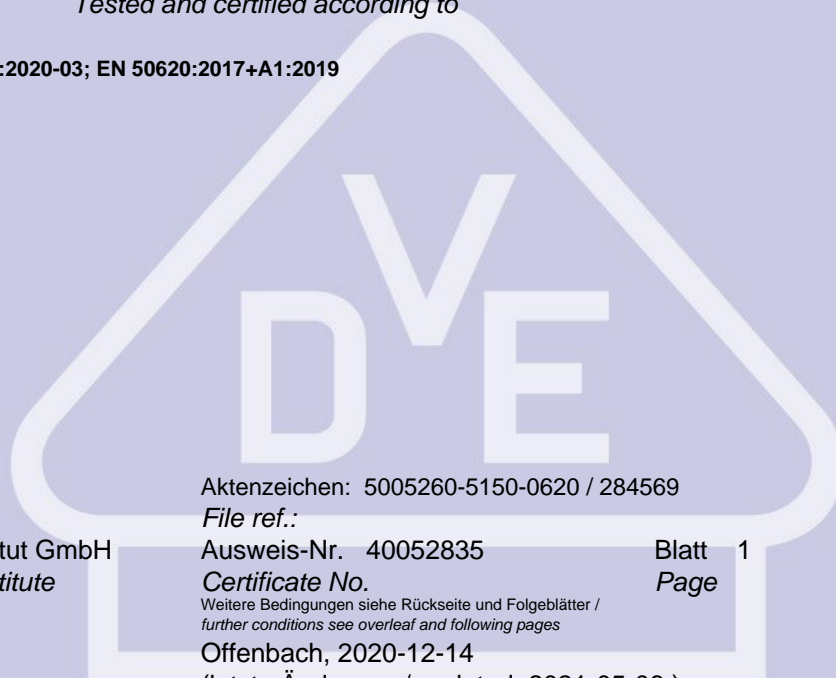 Tested and certified according to
:2020-03; EN 50620:2017+A1:2019
DVE
Aktenzeichen: 5005260-5150-0620 / 284569
File ref.:
tut GmbH Ausweis-Nr. 40052835 Blatt 1
titute Certificate No. Page
Weitere Bedingungen siehe Rückseite und Folgeblätter /
further conditions see overleaf and following pages
Offenbach, 2020-12-14